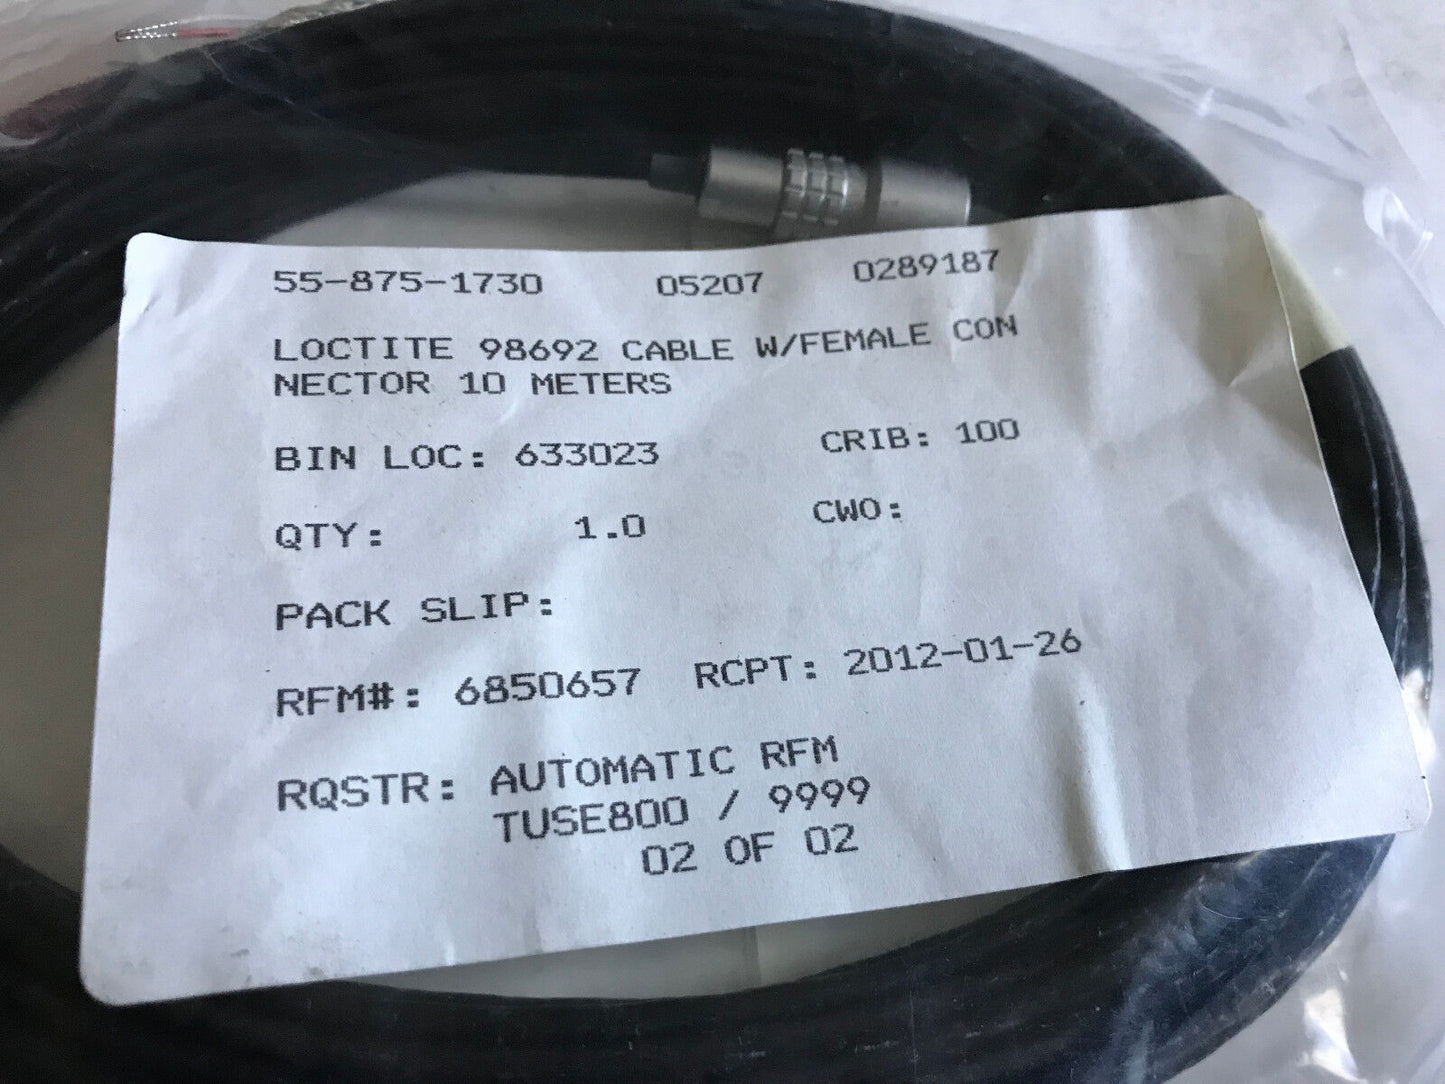 55-875-1730 05207 0289187
LOCTITE 98692 CABLE W/FEMALE CON
NECTOR 10 METERS
BIN LOC: 633023 CRIB: 100
QTY: 1.0 CWO:
PACK SLIP:
RFM#: 6850657 RCPT: 2012-01-26
RQSTR: AUTOMATIC RFM
TUSE800 / 9999
02 OF 02